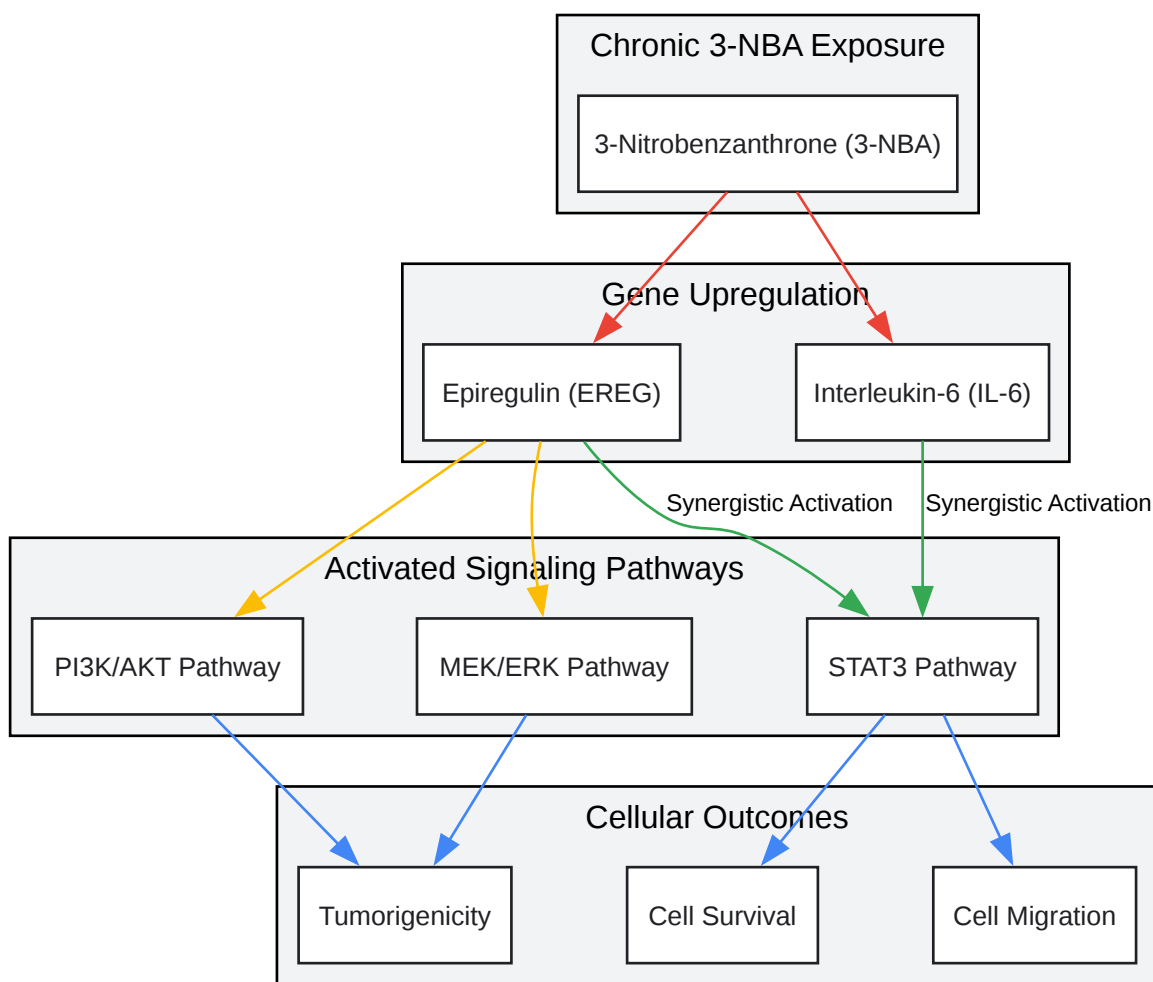 Chronic 3-NBA Exposure
3-Nitrobenzanthrone (3-NBA)
Gene Upregulation
Epiregulin (EREG)
Interleukin-6 (IL-6)
Synergistic Activation
Synergistic Activation
Activated Signaling Pathways
PI3K/AKT Pathway
MEK/ERK Pathway
STAT3 Pathway
Cellular Outcomes
Tumorigenicity
Cell Survival
Cell Migration